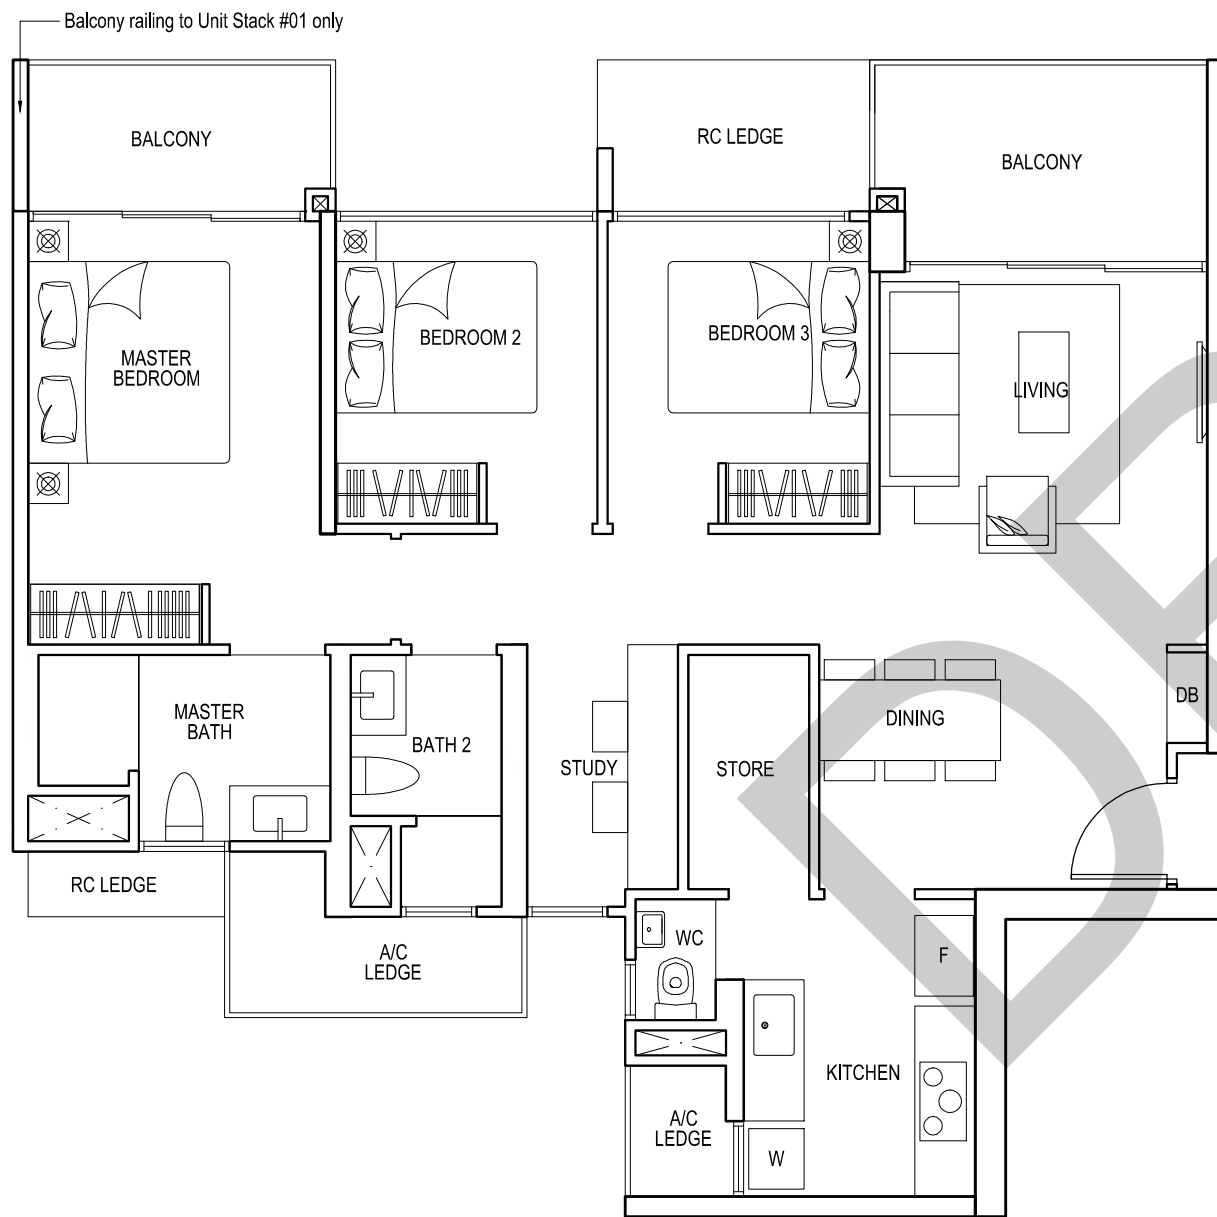 Balcony railing to Unit Stack #01 only
BALCONY
RC LEDGE
BALCONY
MASTER
BEDROOM
BEDROOM 2
BEDROOM 3
LIVING
MASTER
BATH
BATH 2
STUDY
STORE
DINING
DB
RC LEDGE
A/C
LEDGE
WC
F
KITCHEN
A/C
LEDGE
W